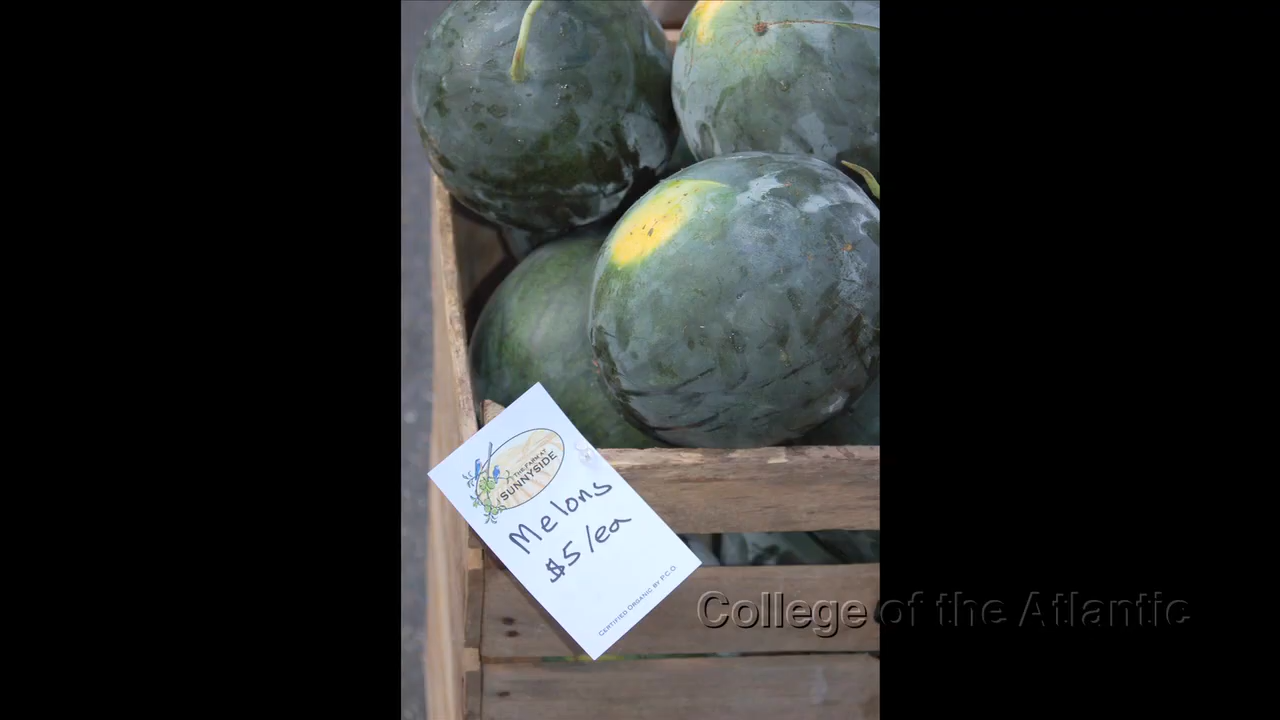 THE FARM AT
SUNNYSIDE
Melons
$5/ea
CERTIFIED ORGANIC BY P.C.O.
College of the Atlantic